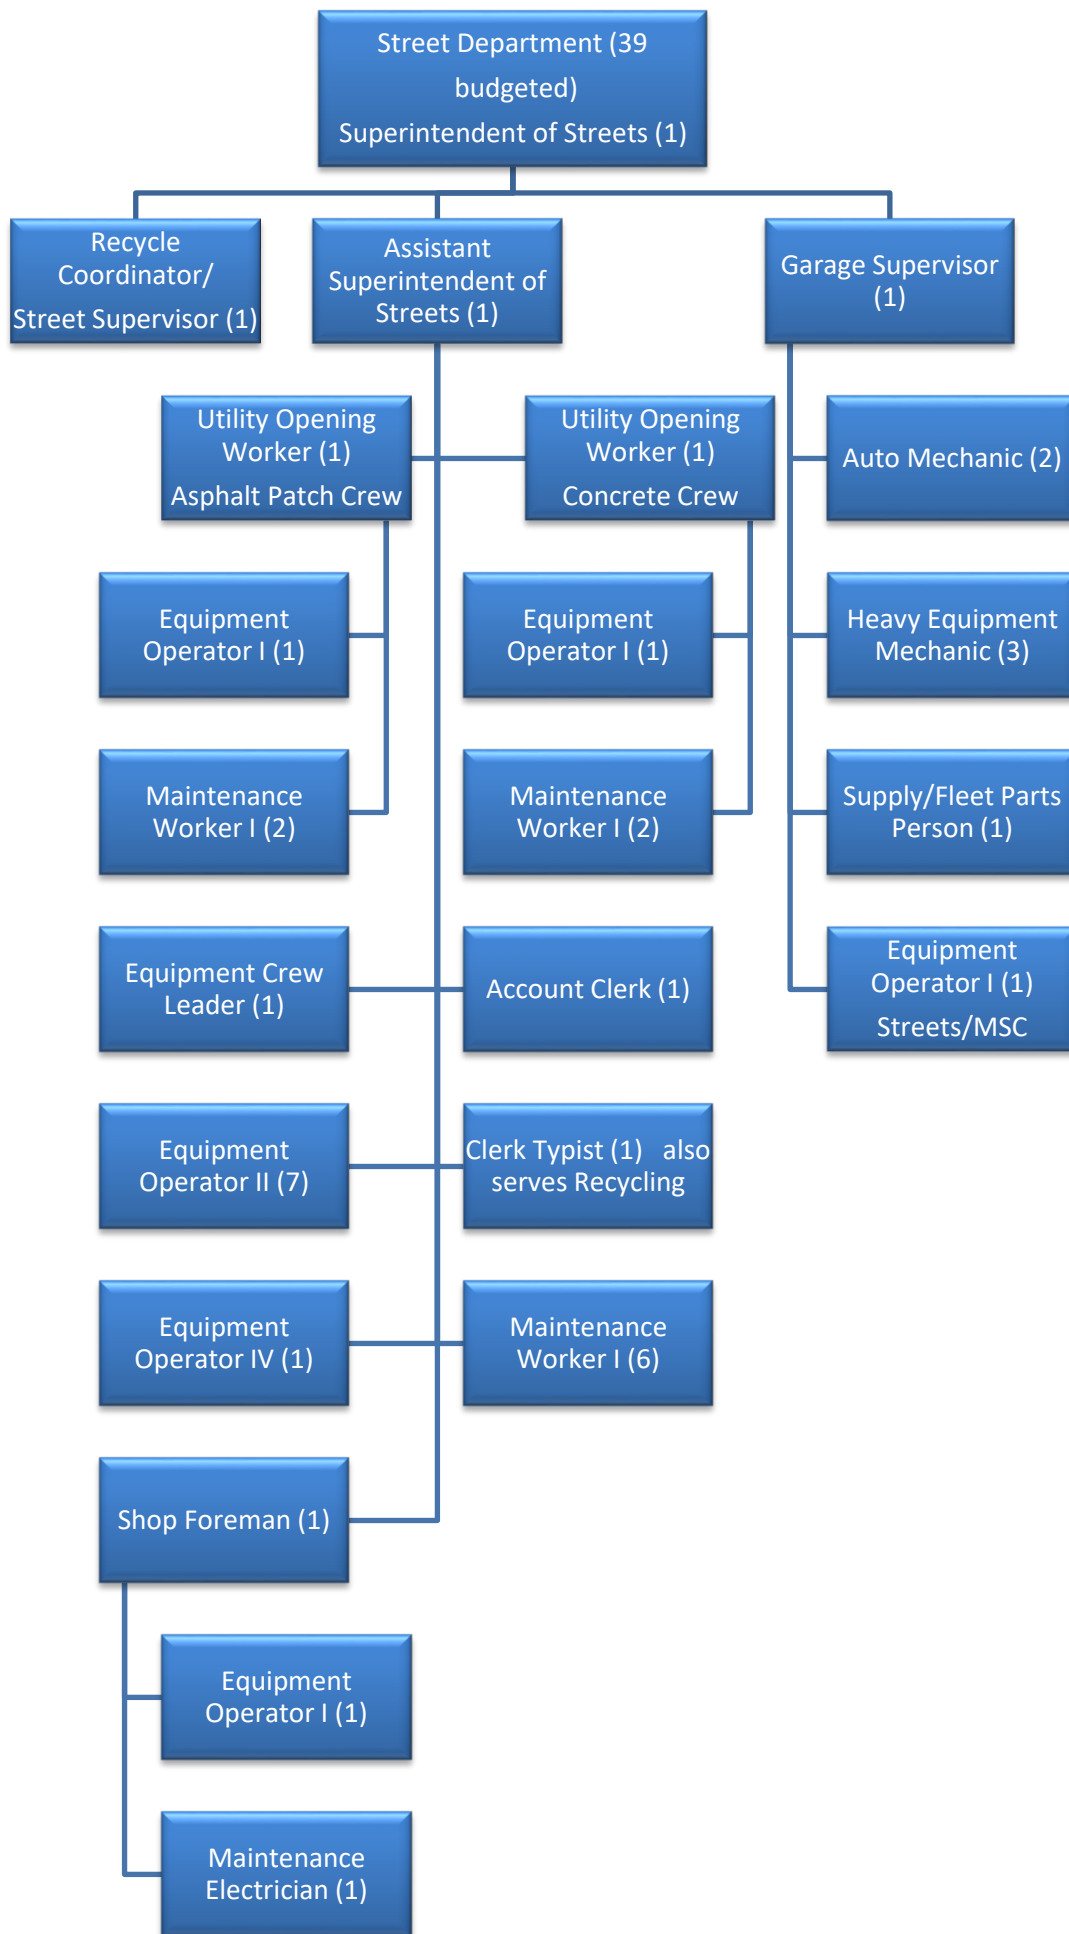 Street Department (39
budgeted)
Superintendent of Streets (1)
Recycle
Coordinator/
Street Supervisor (1)
Assistant
Superintendent of
Streets (1)
Garage Supervisor
(1)
Utility Opening
Worker (1)
Asphalt Patch Crew
Utility Opening
Worker (1)
Concrete Crew
Auto Mechanic (2)
Equipment
Operator I (1)
Equipment
Operator I (1)
Heavy Equipment
Mechanic (3)
Maintenance
Worker I (2)
Maintenance
Worker I (2)
Supply/Fleet Parts
Person (1)
Equipment Crew
Leader (1)
Account Clerk (1)
Equipment
Operator I (1)
Streets/MSC
Equipment
Operator II (7)
Clerk Typist (1) also
serves Recycling
Equipment
Operator IV (1)
Maintenance
Worker I (6)
Shop Foreman (1)
Equipment
Operator I (1)
Maintenance
Electrician (1)